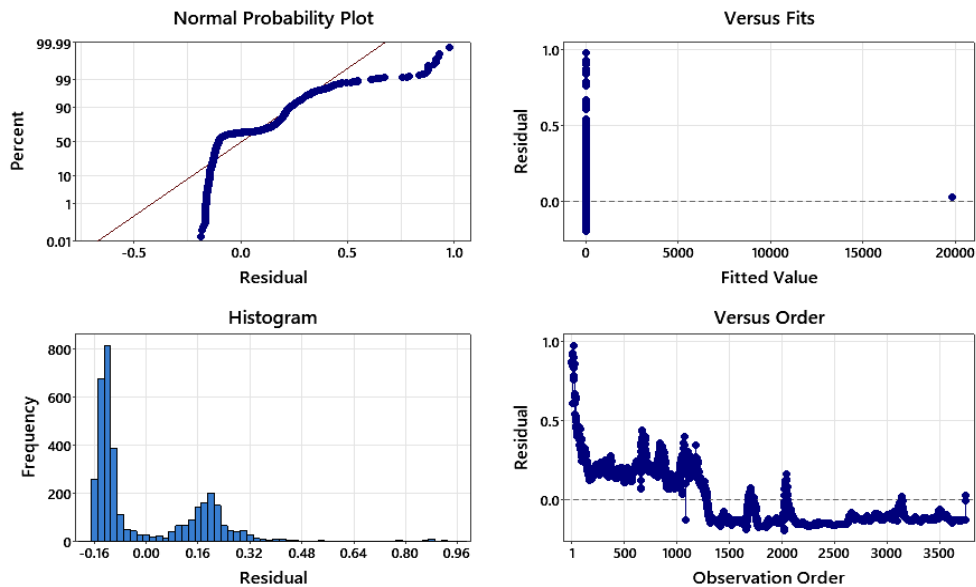 Normal Probability Plot
99.99
99
90
50
10
1
0.01
Percent
-0.5 0.0 0.5 1.0
Residual
Versus Fits
1.0
0.5
0.0
Residual
0 5000 10000 15000 20000
Fitted Value
Histogram
800
600
400
200
0
Frequency
-0.16 0.00 0.16 0.32 0.48 0.64 0.80 0.96
Residual
Versus Order
1.0
0.5
0.0
Residual
1 500 1000 1500 2000 2500 3000 3500
Observation Order